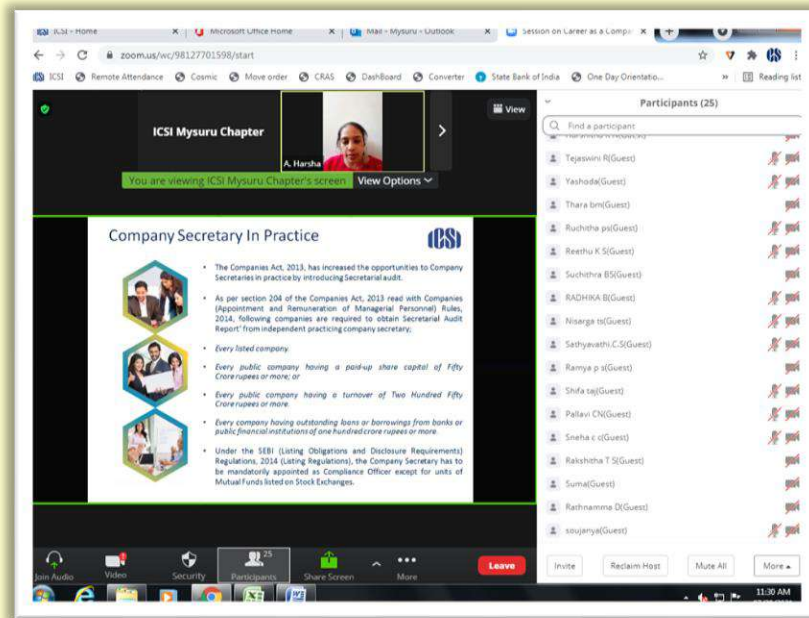 ICSI - Home
Microsoft Office Home
Mail - Mysuru - Outlook
Session on Career as a Compa
zoom.us/wc/98127701598/start
ICSI
Remote Attendance
Cosmic
Move order
CRAS
DashBoard
Converter
State Bank of India
One Day Orientatio...
»
Reading list
ICSI Mysuru Chapter
A. Harsha
View
You are viewing ICSI Mysuru Chapter's screen
View Options
Company Secretary In Practice
ICSI
• The Companies Act, 2013, has increased the opportunities to Company
Secretaries in practice by introducing Secretarial audit.
• As per section 204 of the Companies Act, 2013 read with Companies
(Appointment and Remuneration of Managerial Personnel) Rules,
2014, following companies are required to obtain Secretarial Audit
Report' from independent practicing company secretary;
• Every listed company.
• Every public company having a paid-up share capital of Fifty
Crore rupees or more; or
• Every public company having a turnover of Two Hundred Fifty
Crore rupees or more.
• Every company having outstanding loans or borrowings from banks or
public financial institutions of one hundred crore rupees or more.
• Under the SEBI (Listing Obligations and Disclosure Requirements)
Regulations, 2014 (Listing Regulations), the Company Secretary has to
be mandatorily appointed as Compliance Officer except for units of
Mutual Funds listed on Stock Exchanges.
Participants (25)
Find a participant
Tejaswini R(Guest)
Yashoda(Guest)
Thara bm(Guest)
Ruchitha ps(Guest)
Reethu K S(Guest)
Suchithra BS(Guest)
RADHIKA B(Guest)
Nisarga ts(Guest)
Sathyavathi.C.S(Guest)
Ramya p s(Guest)
Shifa taj(Guest)
Pallavi CN(Guest)
Sneha c c(Guest)
Rakshitha T S(Guest)
Suma(Guest)
Rathnamma D(Guest)
soujanya(Guest)
Join Audio
Video
Security
25
Participants
Share Screen
More
Leave
Invite
Reclaim Host
Mute All
More
11:30 AM